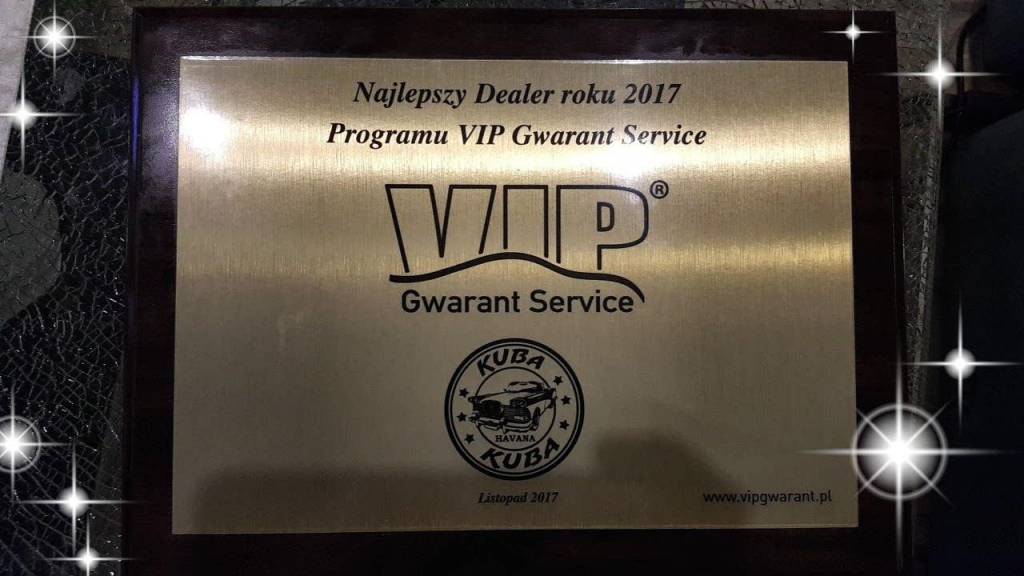 Najlepszy Dealer roku 2017
Programu VIP Gwarant Service
VIP®
Gwarant Service
KUBA
HAVANA
KUBA
Listopad 2017
www.vipgwarant.pl